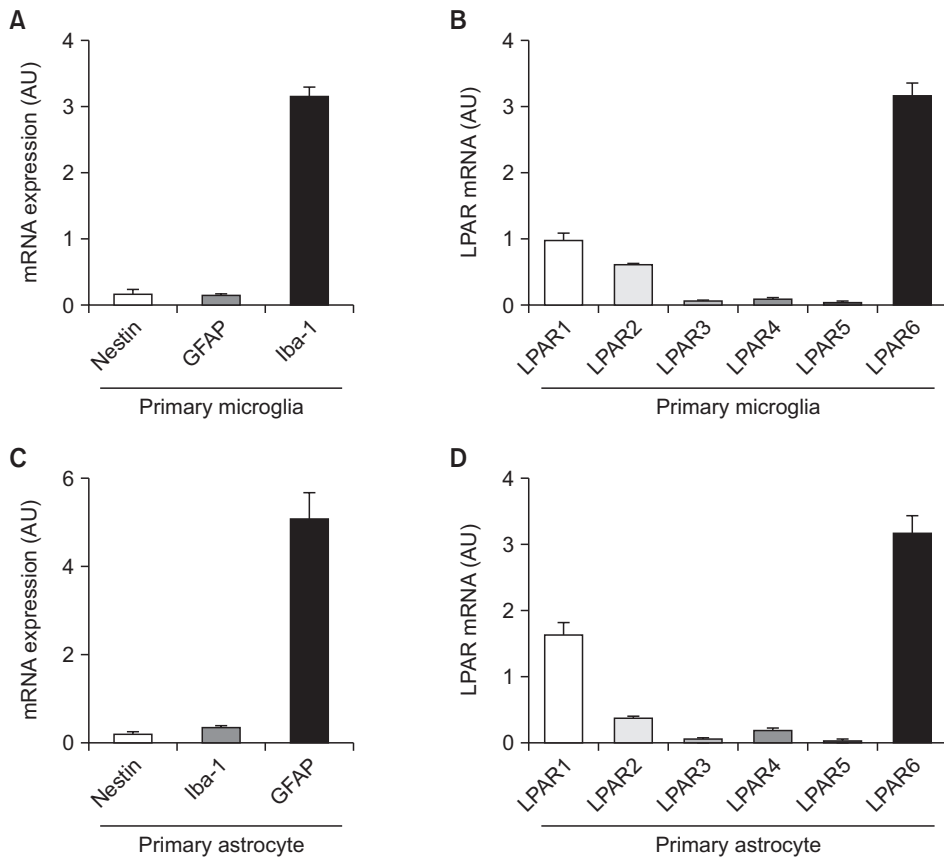 A
mRNA expression (AU)
4
3
2
1
0
Nestin
GFAP
Iba-1
Primary microglia
B
LPAR mRNA (AU)
4
3
2
1
0
LPAR1
LPAR2
LPAR3
LPAR4
LPAR5
LPAR6
Primary microglia
C
mRNA expression (AU)
6
4
2
0
Nestin
Iba-1
GFAP
Primary astrocyte
D
LPAR mRNA (AU)
4
3
2
1
0
LPAR1
LPAR2
LPAR3
LPAR4
LPAR5
LPAR6
Primary astrocyte